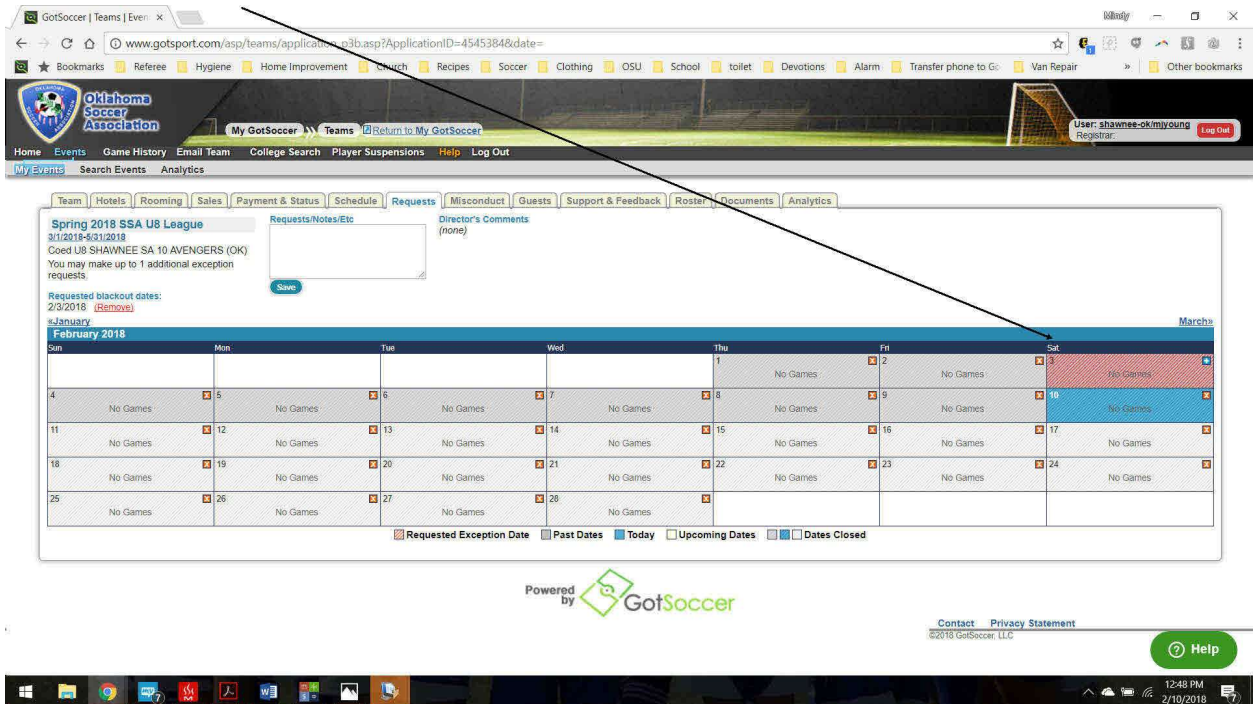 GotSoccer | Teams | Even
Mindy
www.gotsport.com/asp/teams/application_p3b.asp?ApplicationID=4545384&date=
Bookmarks Referee Hygiene Home Improvement Church Recipes Soccer Clothing OSU School toilet Devotions Alarm Transfer phone to Go Van Repair » Other bookmarks
Oklahoma
Soccer
Association
My GotSoccer Teams Return to My GotSoccer
User: shawnee-ok/mjyoung
Registrar:
Log Out
Home Events Game History Email Team College Search Player Suspensions Help Log Out
My Events Search Events Analytics
Team Hotels Rooming Sales Payment & Status Schedule Requests Misconduct Guests Support & Feedback Roster Documents Analytics
Spring 2018 SSA U8 League
3/1/2018-5/31/2018
Coed U8 SHAWNEE SA 10 AVENGERS (OK)
You may make up to 1 additional exception
requests.
Requested blackout dates:
2/3/2018 (Remove)
Requests/Notes/Etc
Save
Director's Comments
(none)
«January March»
February 2018
Sun Mon Tue Wed Thu Fri Sat
1 2 3
No Games No Games No Games
4 5 6 7 8 9 10
No Games No Games No Games No Games No Games No Games No Games
11 12 13 14 15 16 17
No Games No Games No Games No Games No Games No Games No Games
18 19 20 21 22 23 24
No Games No Games No Games No Games No Games No Games No Games
25 26 27 28
No Games No Games No Games No Games
Requested Exception Date Past Dates Today Upcoming Dates Dates Closed
Powered
by
GotSoccer
Contact Privacy Statement
©2018 GotSoccer, LLC
Help
12:48 PM
2/10/2018